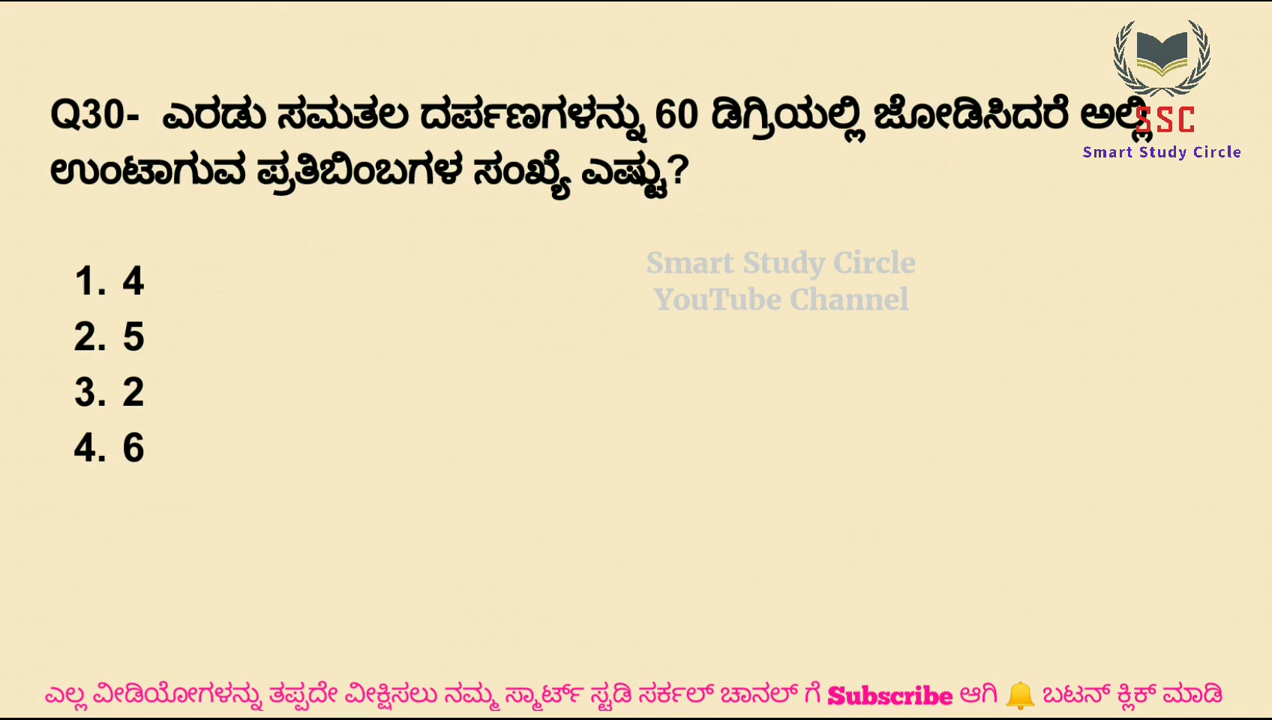 Q30- ಎರಡು ಸಮತಲ ದರ್ಪಣಗಳನ್ನು 60 ಡಿಗ್ರಿಯಲ್ಲಿ ಜೋಡಿಸಿದರೆ ಅಲ್ಲಿ
ಉಂಟಾಗುವ ಪ್ರತಿಬಿಂಬಗಳ ಸಂಖ್ಯೆ ಎಷ್ಟು?
SSC
Smart Study Circle
Smart Study Circle
YouTube Channel
1. 4
2. 5
3. 2
4. 6
ಎಲ್ಲ ವೀಡಿಯೋಗಳನ್ನು ತಪ್ಪದೇ ವೀಕ್ಷಿಸಲು ನಮ್ಮ ಸ್ಮಾರ್ಟ್ ಸ್ಟಡಿ ಸರ್ಕಲ್ ಚಾನಲ್ ಗೆ Subscribe ಆಗಿ 🔔 ಬಟನ್ ಕ್ಲಿಕ್ ಮಾಡಿ